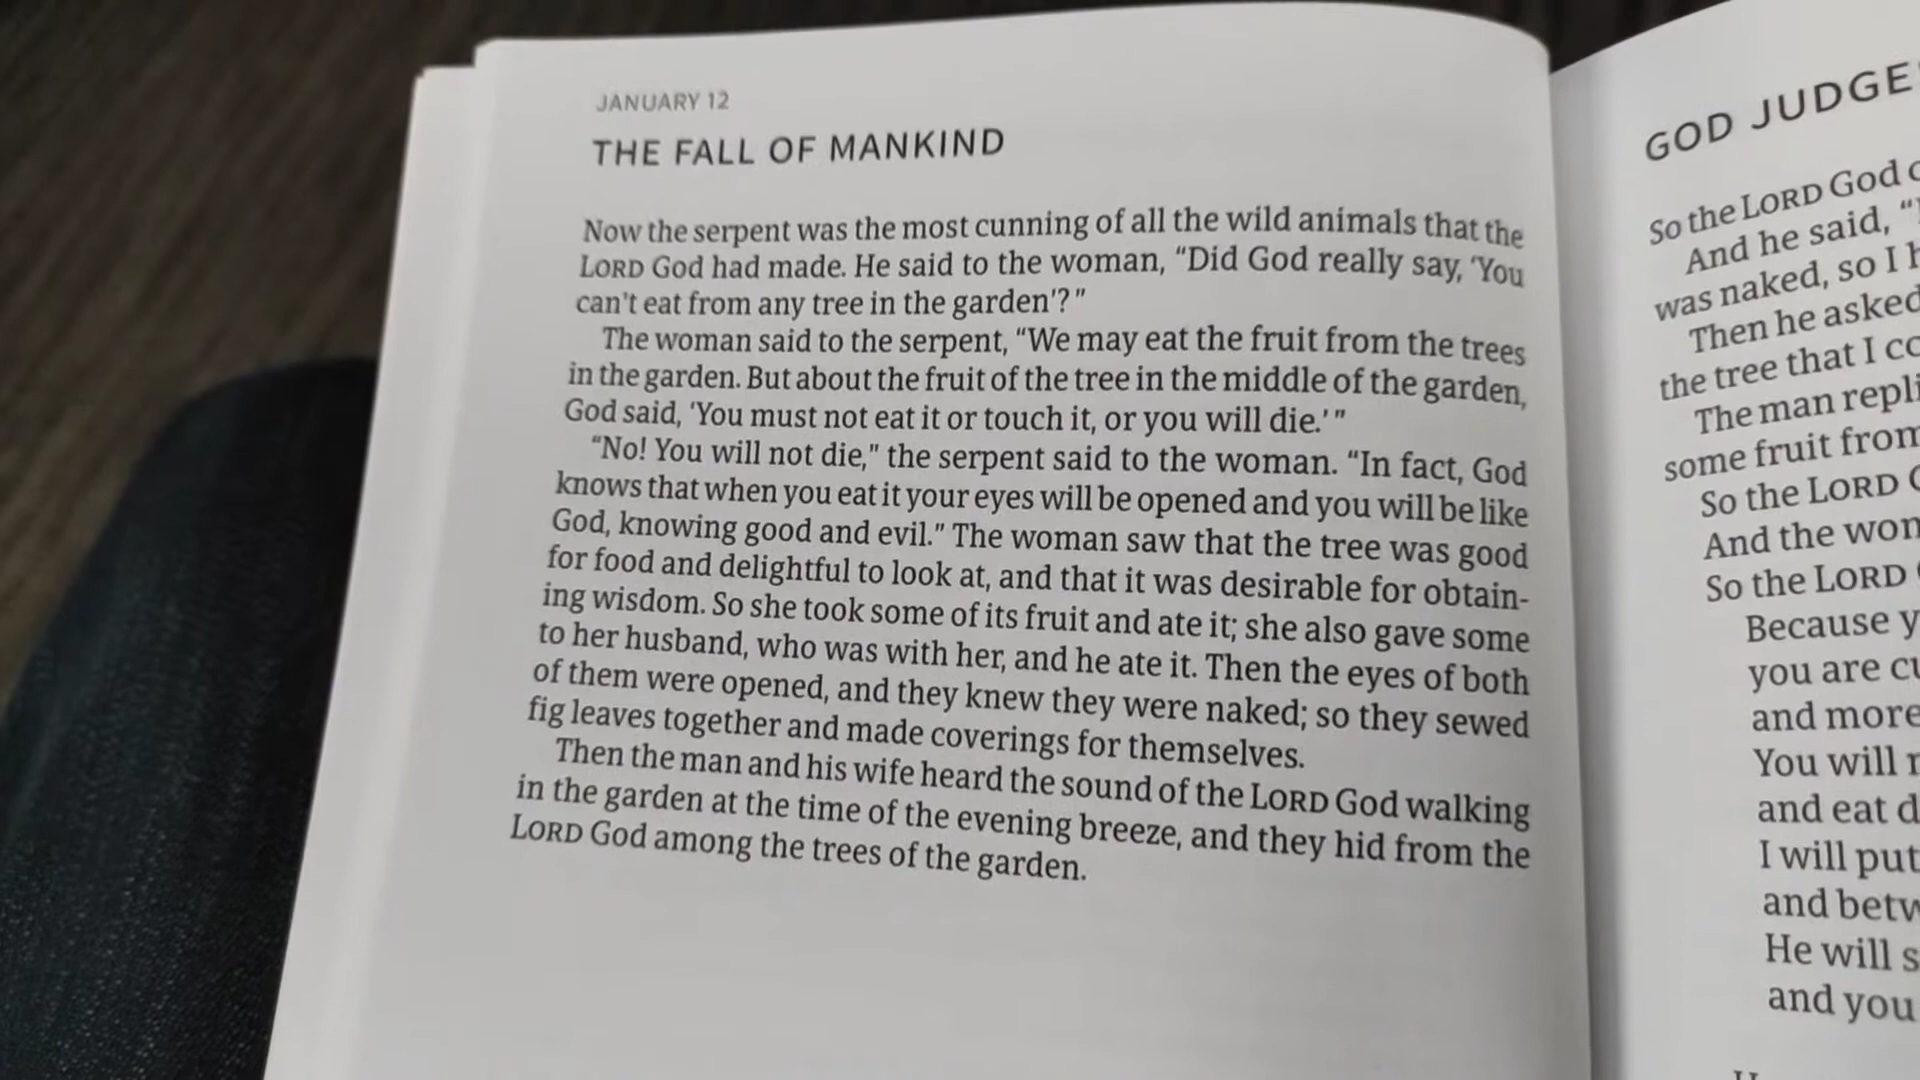 JANUARY 12
THE FALL OF MANKIND
Now the serpent was the most cunning of all the wild animals that the
LORD God had made. He said to the woman, “Did God really say, ‘You
can't eat from any tree in the garden'?”
The woman said to the serpent, “We may eat the fruit from the trees
in the garden. But about the fruit of the tree in the middle of the garden,
God said, ‘You must not eat it or touch it, or you will die.’”
“No! You will not die,” the serpent said to the woman. “In fact, God
knows that when you eat it your eyes will be opened and you will be like
God, knowing good and evil.” The woman saw that the tree was good
for food and delightful to look at, and that it was desirable for obtain-
ing wisdom. So she took some of its fruit and ate it; she also gave some
to her husband, who was with her, and he ate it. Then the eyes of both
of them were opened, and they knew they were naked; so they sewed
fig leaves together and made coverings for themselves.
Then the man and his wife heard the sound of the LORD God walking
in the garden at the time of the evening breeze, and they hid from the
LORD God among the trees of the garden.
GOD
So the LORD God
And he said,
was naked, so I
Then he asked
the tree that I
The man
some fruit from
So the LORD
And the
So the LORD
Because
you are
and more
You will
and eat
I will put
and
He will
and you